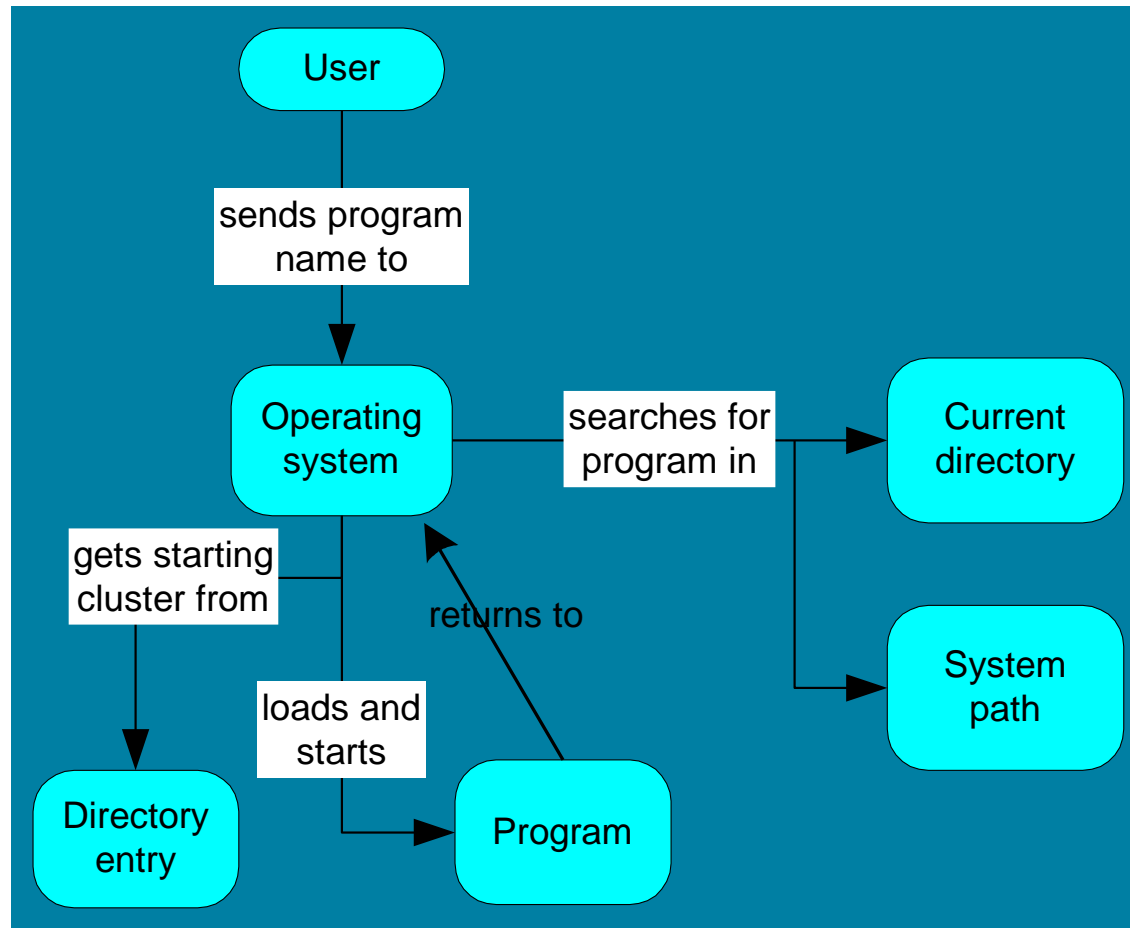 User
sends program
name to
Operating
system
searches for
program in
Current
directory
gets starting
cluster from
returns to
System
path
loads and
starts
Directory
entry
Program